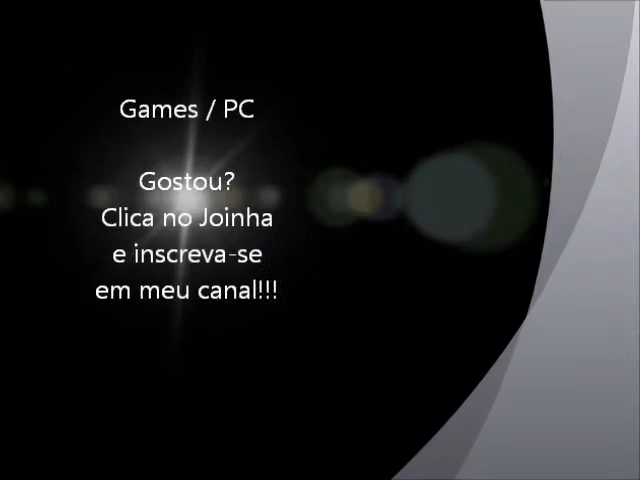 Games / PC
Gostou?
Clica no Joinha
e inscreva-se
em meu canal!!!